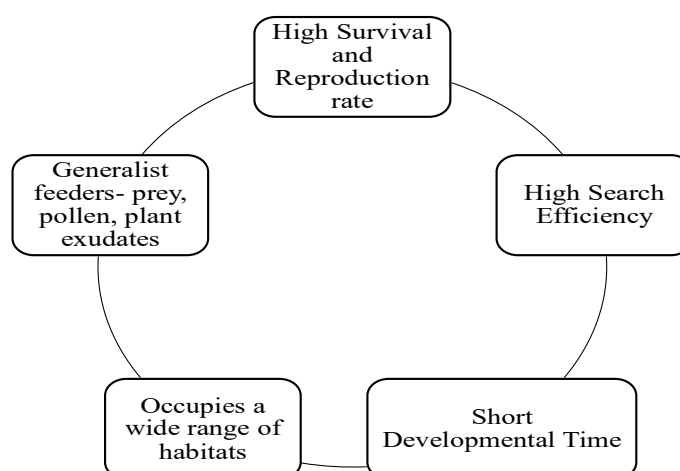 High Survival
and
Reproduction
rate
High Search
Efficiency
Short
Developmental Time
Occupies a
wide range of
habitats
Generalist
feeders- prey,
pollen, plant
exudates